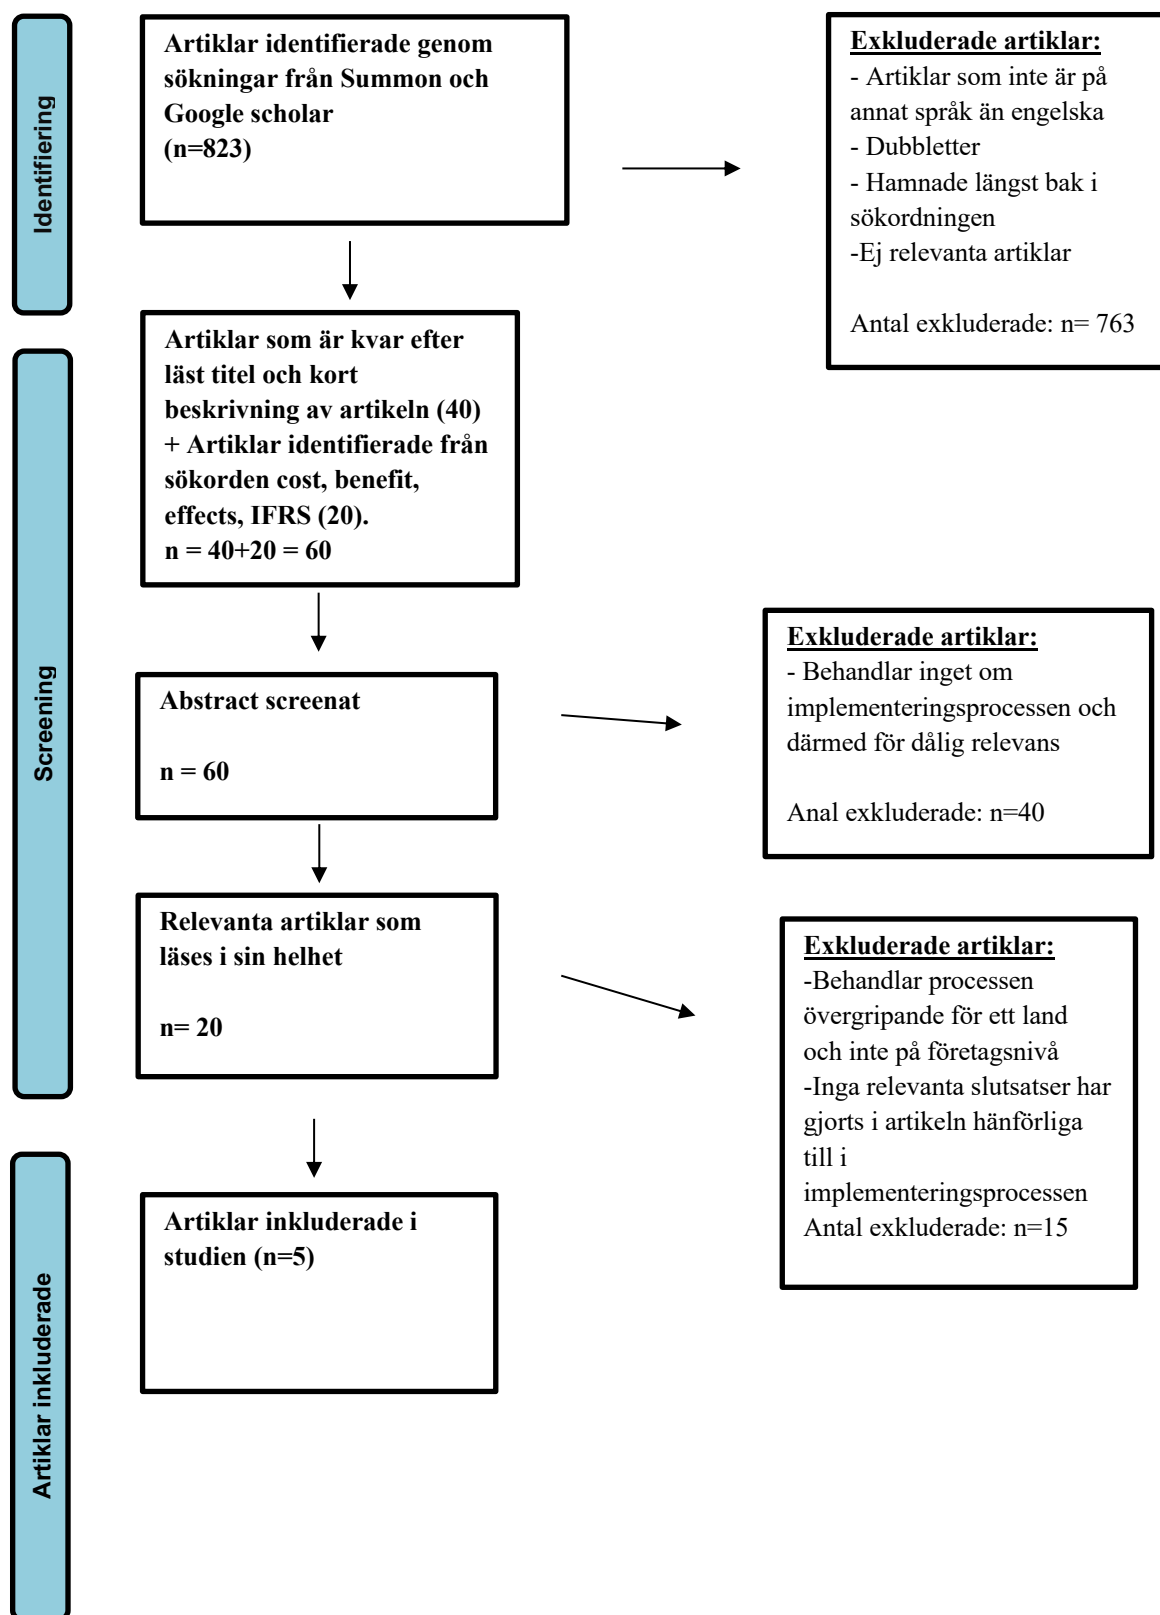 Identifiering
Artiklar identifierade genom
sökningar från Summon och
Google scholar
(n=823)
Exkluderade artiklar:
- Artiklar som inte är på
annat språk än engelska
- Dubbletter
- Hamnade längst bak i
sökordningen
-Ej relevanta artiklar
Antal exkluderade: n= 763
Screening
Artiklar som är kvar efter
läst titel och kort
beskrivning av artikeln (40)
+ Artiklar identifierade från
sökorden cost, benefit,
effects, IFRS (20).
n = 40+20 = 60
Abstract screenat
n = 60
Exkluderade artiklar:
- Behandlar inget om
implementeringsprocessen och
därmed för dålig relevans
Anal exkluderade: n=40
Relevanta artiklar som
läses i sin helhet
n= 20
Exkluderade artiklar:
-Behandlar processen
övergripande för ett land
och inte på företagsnivå
-Inga relevanta slutsatser har
gjorts i artikeln hänförliga
till i
implementeringsprocessen
Antal exkluderade: n=15
Artiklar inkluderade
Artiklar inkluderade i
studien (n=5)